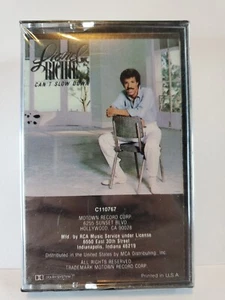 Lionel
RICHIE
CAN'T SLOW DOWN
C110767
MOTOWN RECORD CORP.
6255 SUNSET BLVD.
HOLLYWOOD, CA 90028
Mfd. by RCA Music Service under License
6550 East 30th Street
Indianapolis, Indiana 46219
Distributed in the United States by MCA Distributing, Inc.
ALL RIGHTS RESERVED.
TRADEMARK MOTOWN RECORD CORP.
Printed in U.S.A.